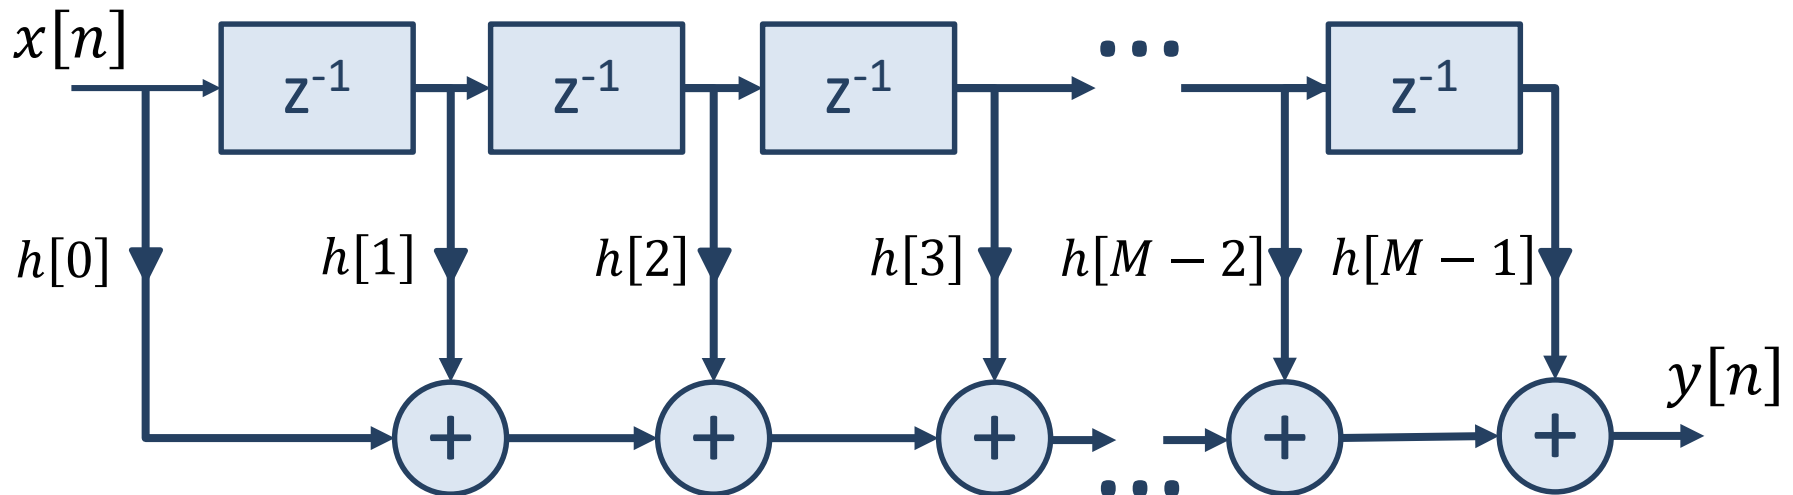 x[n]
z⁻¹ z⁻¹ z⁻¹ ... z⁻¹
h[0] h[1] h[2] h[3] h[M − 2] h[M − 1]
y[n]
+ + + + +
...